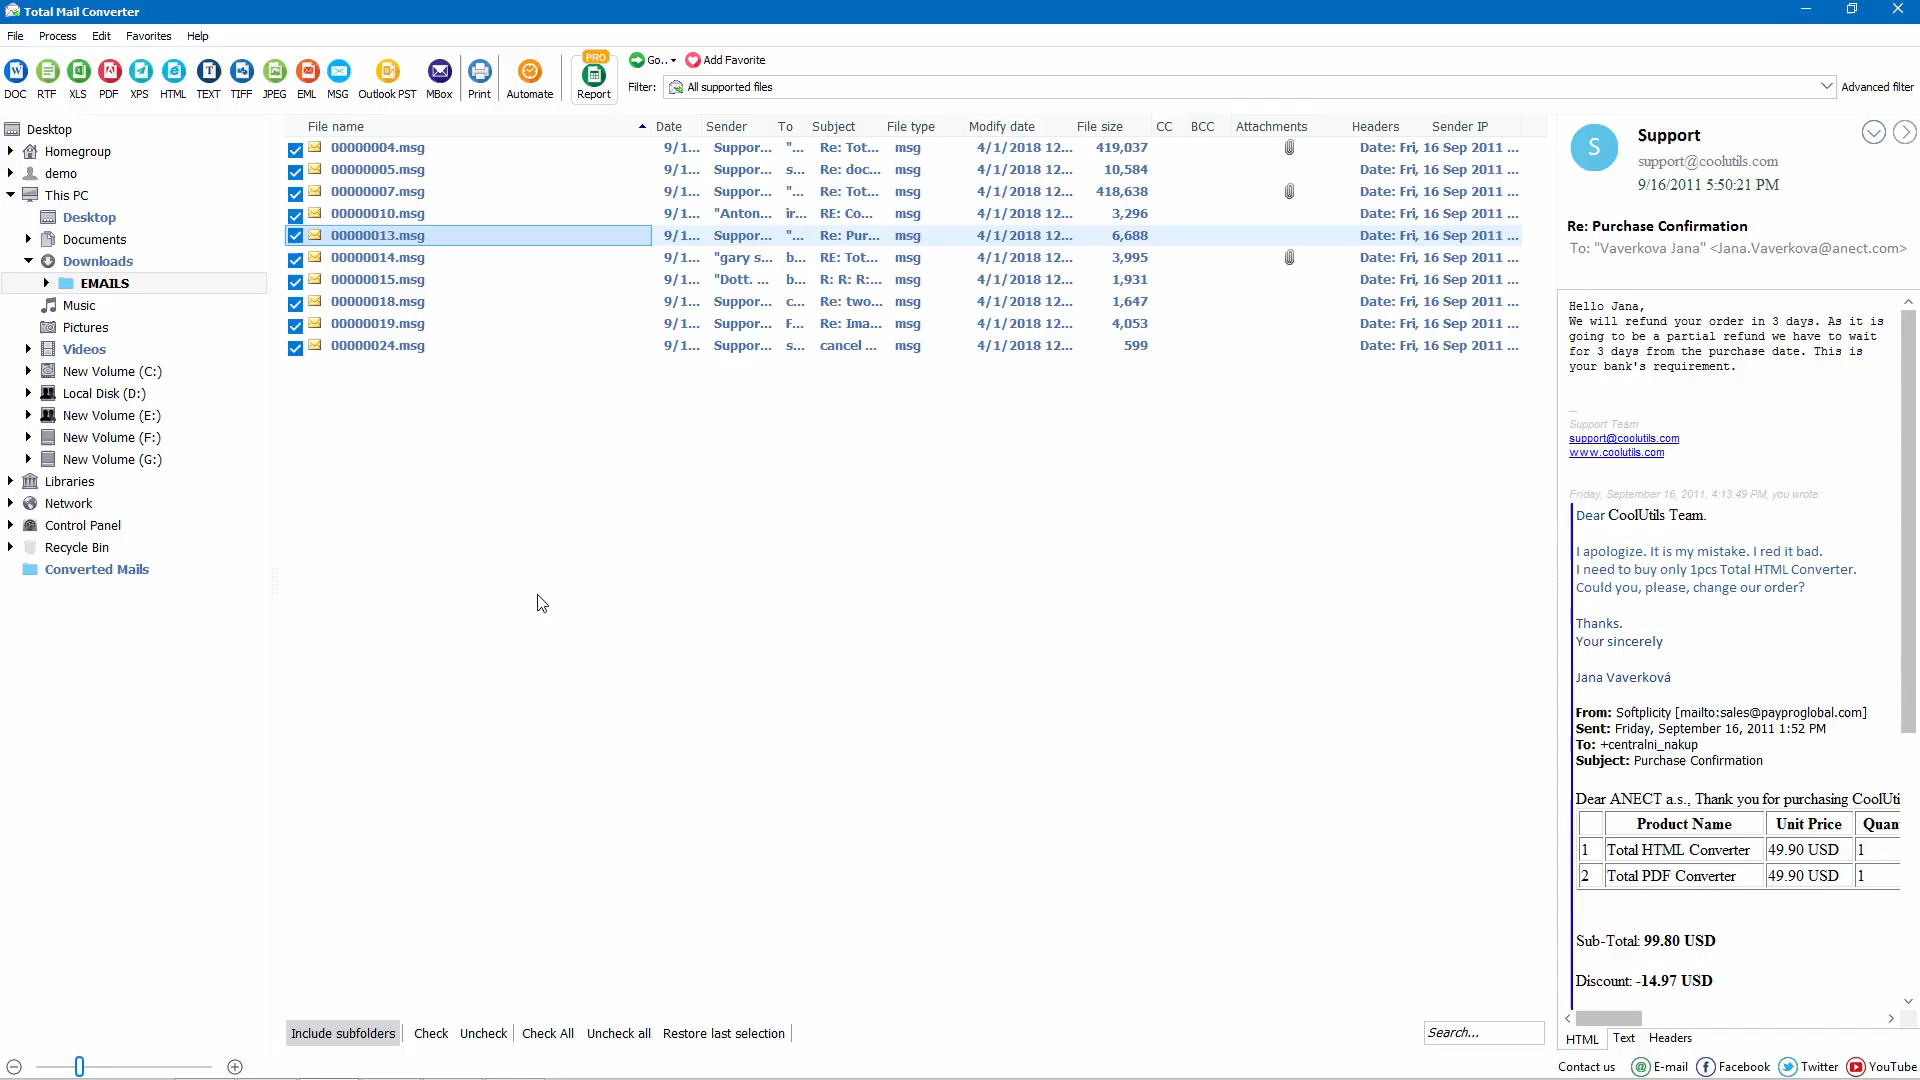 Total Mail Converter
File Process Edit Favorites Help
DOC RTF XLS PDF XPS HTML TEXT TIFF JPEG EML MSG Outlook PST MBox Print Automate PRO Report
Go.. Add Favorite
Filter: All supported files Advanced filter
Desktop
Homegroup
demo
This PC
Desktop
Documents
Downloads
EMAILS
Music
Pictures
Videos
New Volume (C:)
Local Disk (D:)
New Volume (E:)
New Volume (F:)
New Volume (G:)
Libraries
Network
Control Panel
Recycle Bin
Converted Mails
File name Date Sender To Subject File type Modify date File size CC BCC Attachments Headers Sender IP
00000004.msg 9/1... Suppor... "... Re: Tot... msg 4/1/2018 12... 419,037 Date: Fri, 16 Sep 2011 ...
00000005.msg 9/1... Suppor... s... Re: doc... msg 4/1/2018 12... 10,584 Date: Fri, 16 Sep 2011 ...
00000007.msg 9/1... Suppor... "... Re: Tot... msg 4/1/2018 12... 418,638 Date: Fri, 16 Sep 2011 ...
00000010.msg 9/1... "Anton... ir... RE: Co... msg 4/1/2018 12... 3,296 Date: Fri, 16 Sep 2011 ...
00000013.msg 9/1... Suppor... "... Re: Pur... msg 4/1/2018 12... 6,688 Date: Fri, 16 Sep 2011 ...
00000014.msg 9/1... "gary s... b... RE: Tot... msg 4/1/2018 12... 3,995 Date: Fri, 16 Sep 2011 ...
00000015.msg 9/1... "Dott. ... b... R: R: R:... msg 4/1/2018 12... 1,931 Date: Fri, 16 Sep 2011 ...
00000018.msg 9/1... Suppor... c... Re: two... msg 4/1/2018 12... 1,647 Date: Fri, 16 Sep 2011 ...
00000019.msg 9/1... Suppor... F... Re: Ima... msg 4/1/2018 12... 4,053 Date: Fri, 16 Sep 2011 ...
00000024.msg 9/1... Suppor... s... cancel ... msg 4/1/2018 12... 599 Date: Fri, 16 Sep 2011 ...
Include subfolders Check Uncheck Check All Uncheck all Restore last selection Search...
S
Support
support@coolutils.com
9/16/2011 5:50:21 PM
Re: Purchase Confirmation
To: "Vaverkova Jana" <Jana.Vaverkova@anect.com>
Hello Jana,
We will refund your order in 3 days. As it is
going to be a partial refund we have to wait
for 3 days from the purchase date. This is
your bank's requirement.
--
Support Team
support@coolutils.com
www.coolutils.com
Friday, September 16, 2011, 4:13:49 PM, you wrote:
Dear CoolUtils Team.
I apologize. It is my mistake. I red it bad.
I need to buy only 1pcs Total HTML Converter.
Could you, please, change our order?
Thanks.
Your sincerely
Jana Vaverková
From: Softplicity [mailto:sales@payproglobal.com]
Sent: Friday, September 16, 2011 1:52 PM
To: +centralni_nakup
Subject: Purchase Confirmation
Dear ANECT a.s., Thank you for purchasing CoolUti
Product Name Unit Price Quan
1 Total HTML Converter 49.90 USD 1
2 Total PDF Converter 49.90 USD 1
Sub-Total: 99.80 USD
Discount: -14.97 USD
HTML Text Headers
Contact us E-mail Facebook Twitter YouTube